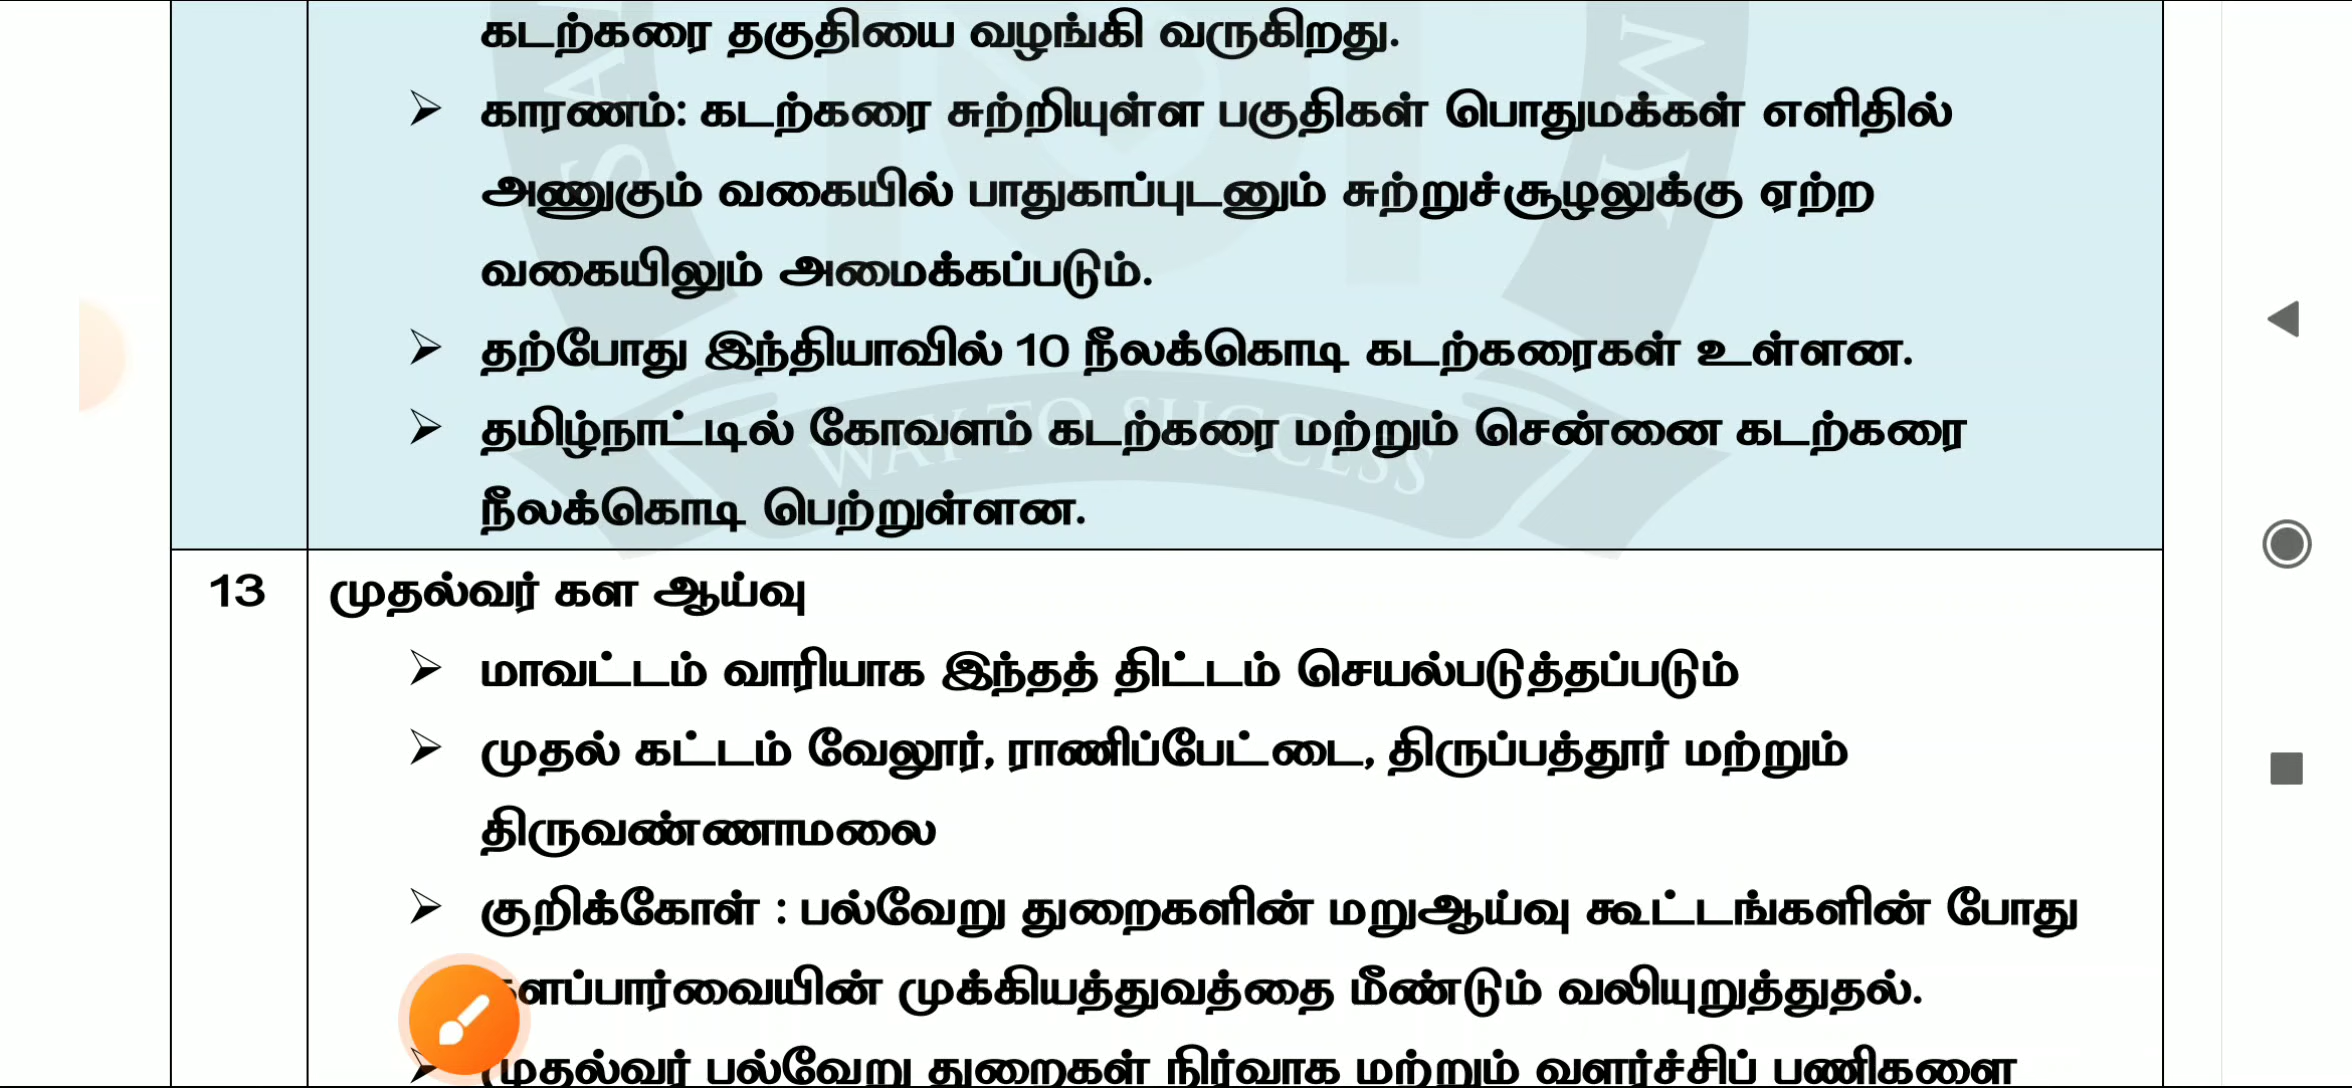 கடற்கரை தகுதியை வழங்கி வருகிறது.
➢ காரணம்: கடற்கரை சுற்றியுள்ள பகுதிகள் பொதுமக்கள் எளிதில்
அணுகும் வகையில் பாதுகாப்புடனும் சுற்றுச்சூழலுக்கு ஏற்ற
வகையிலும் அமைக்கப்படும்.
➢ தற்போது இந்தியாவில் 10 நீலக்கொடி கடற்கரைகள் உள்ளன.
➢ தமிழ்நாட்டில் கோவளம் கடற்கரை மற்றும் சென்னை கடற்கரை
WAY TO SUCCESS
நீலக்கொடி பெற்றுள்ளன.
13 முதல்வர் கள ஆய்வு
➢ மாவட்டம் வாரியாக இந்தத் திட்டம் செயல்படுத்தப்படும்
➢ முதல் கட்டம் வேலூர், ராணிப்பேட்டை, திருப்பத்தூர் மற்றும்
திருவண்ணாமலை
➢ குறிக்கோள் : பல்வேறு துறைகளின் மறுஆய்வு கூட்டங்களின் போது
களப்பார்வையின் முக்கியத்துவத்தை மீண்டும் வலியுறுத்துதல்.
➢ முதல்வர் பல்வேறு துறைகள் நிர்வாக மற்றும் வளர்ச்சிப் பணிகளை